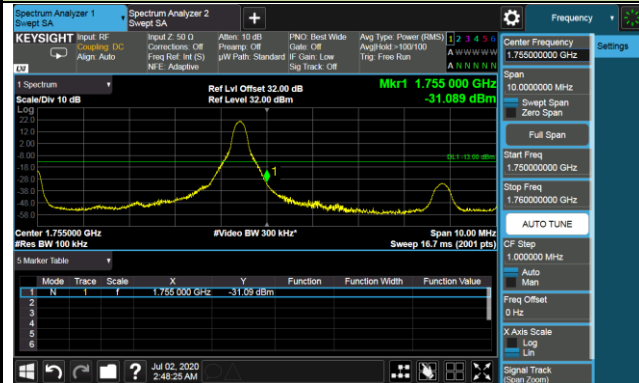 Spectrum Analyzer 1
Swept SA
Spectrum Analyzer 2
Swept SA
+
Frequency
KEYSIGHT
Input: RF
Coupling: DC
Align: Auto
Input Z: 50 Ω
Corrections: Off
Freq Ref: Int (S)
NFE: Adaptive
Atten: 10 dB
Preamp: Off
µW Path: Standard
PNO: Best Wide
Gate: Off
IF Gain: Low
Sig Track: Off
Avg Type: Power (RMS)
Avg|Hold:>100/100
Trig: Free Run
1 2 3 4 5 6
A W W W W W
A N N N N N
LXI
1 Spectrum
Scale/Div 10 dB
Log
Ref Lvl Offset 32.00 dB
Ref Level 32.00 dBm
Mkr1 1.755 000 GHz
-31.089 dBm
22.0
12.0
2.00
-8.00
-18.0
-28.0
-38.0
-48.0
-58.0
DL1 -13.00 dBm
1
Center 1.755000 GHz
#Res BW 100 kHz
#Video BW 300 kHz*
Span 10.00 MHz
Sweep 16.7 ms (2001 pts)
5 Marker Table
Mode Trace Scale X Y Function Function Width Function Value
1 N 1 f 1.755 000 GHz -31.09 dBm
2
3
4
5
6
Jul 02, 2020
2:48:25 AM
?
Center Frequency
1.755000000 GHz
Settings
Span
10.0000000 MHz
Swept Span
Zero Span
Full Span
Start Freq
1.750000000 GHz
Stop Freq
1.760000000 GHz
AUTO TUNE
CF Step
1.000000 MHz
Auto
Man
Freq Offset
0 Hz
X Axis Scale
Log
Lin
Signal Track
(Span Zoom)